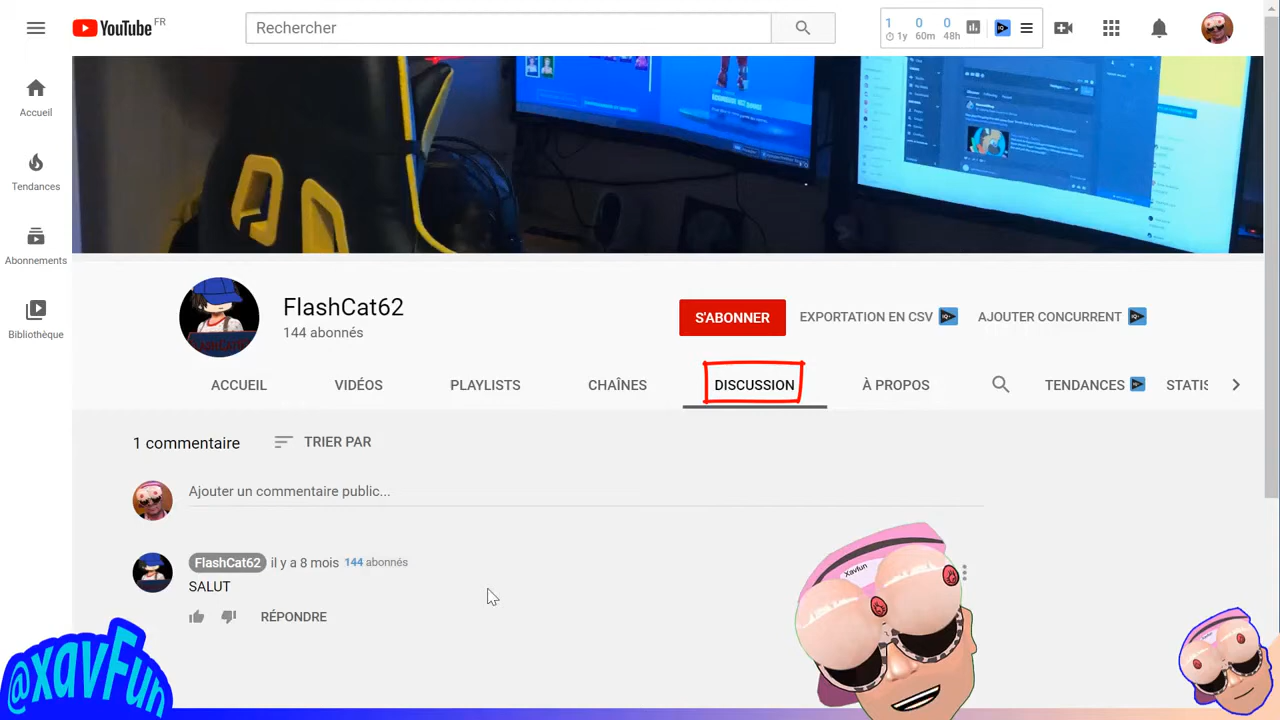 YouTube FR
Rechercher
1 0 0
1y 60m 48h
Accueil
Tendances
Abonnements
Bibliothèque
FlashCat62
144 abonnés
S'ABONNER
EXPORTATION EN CSV
AJOUTER CONCURRENT
ACCUEIL
VIDÉOS
PLAYLISTS
CHAÎNES
DISCUSSION
À PROPOS
TENDANCES
STATIS
1 commentaire
TRIER PAR
Ajouter un commentaire public...
FlashCat62 il y a 8 mois 144 abonnés
SALUT
RÉPONDRE
Xavfun
@xavFun